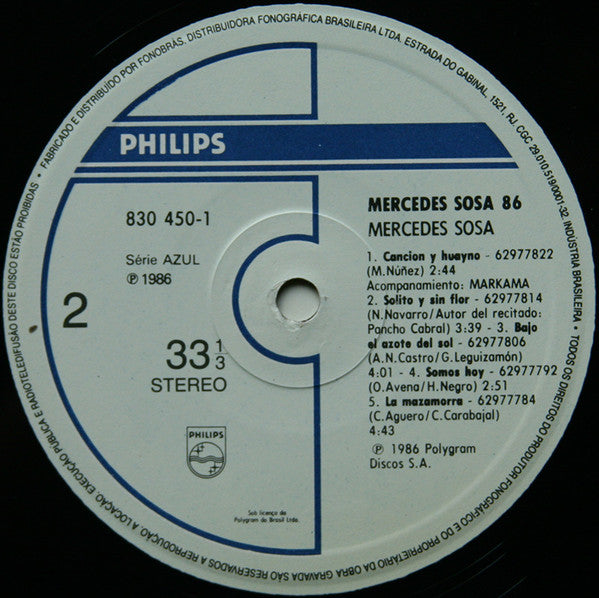 PHILIPS
830 450-1
Série AZUL
℗ 1986
2
33 1/3
STEREO
PHILIPS
Sob licença da
Polygram do Brasil Ltda.
MERCEDES SOSA 86
MERCEDES SOSA
1. Cancion y huayno - 62977822
(M.Núñez) 2:44
Acompanamiento: MARKAMA
2. Solito y sin flor - 62977814
(N.Navarro/Autor del recitado:
Pancho Cabral) 3:39 - 3. Bajo
el azote del sol - 62977806
(A.N.Castro/G.Leguizamón)
4:01 - 4. Somos hoy - 62977792
(O.Avena/H.Negro) 2:51
5. La mazamorra - 62977784
(C.Aguero/C.Carabajal)
4:43
℗ 1986 Polygram
Discos S.A.
• FABRICADO E DISTRIBUÍDO POR FONOBRÁS. DISTRIBUIDORA FONOGRÁFICA BRASILEIRA LTDA. ESTRADA DO GABINAL, 1521, RJ, CGC 29.010.519/0001-32. INDÚSTRIA BRASILEIRA • TODOS OS DIREITOS DO PRODUTOR FONOGRÁFICO E DO PROPRIETÁRIO DA OBRA GRAVADA SÃO RESERVADOS A REPRODUÇÃO, A LOCAÇÃO, EXECUÇÃO PÚBLICA E RADIOTELEDIFUSÃO DESTE DISCO ESTÃO PROIBIDAS